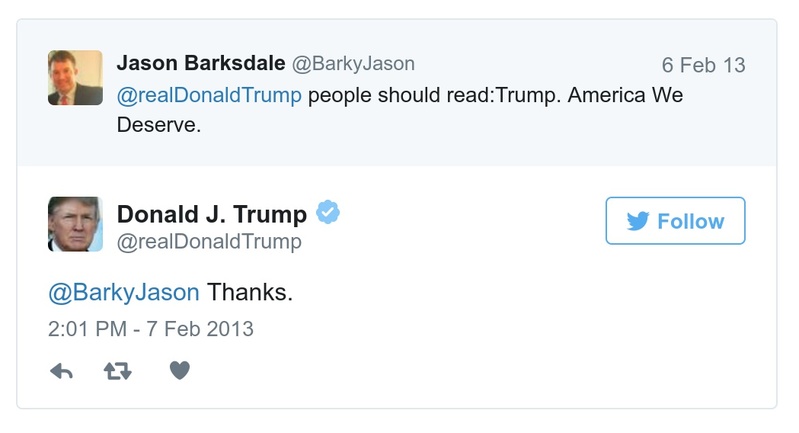 Jason Barksdale @BarkyJason 6 Feb 13
@realDonaldTrump people should read:Trump. America We
Deserve.
Donald J. Trump
@realDonaldTrump
Follow
@BarkyJason Thanks.
2:01 PM - 7 Feb 2013